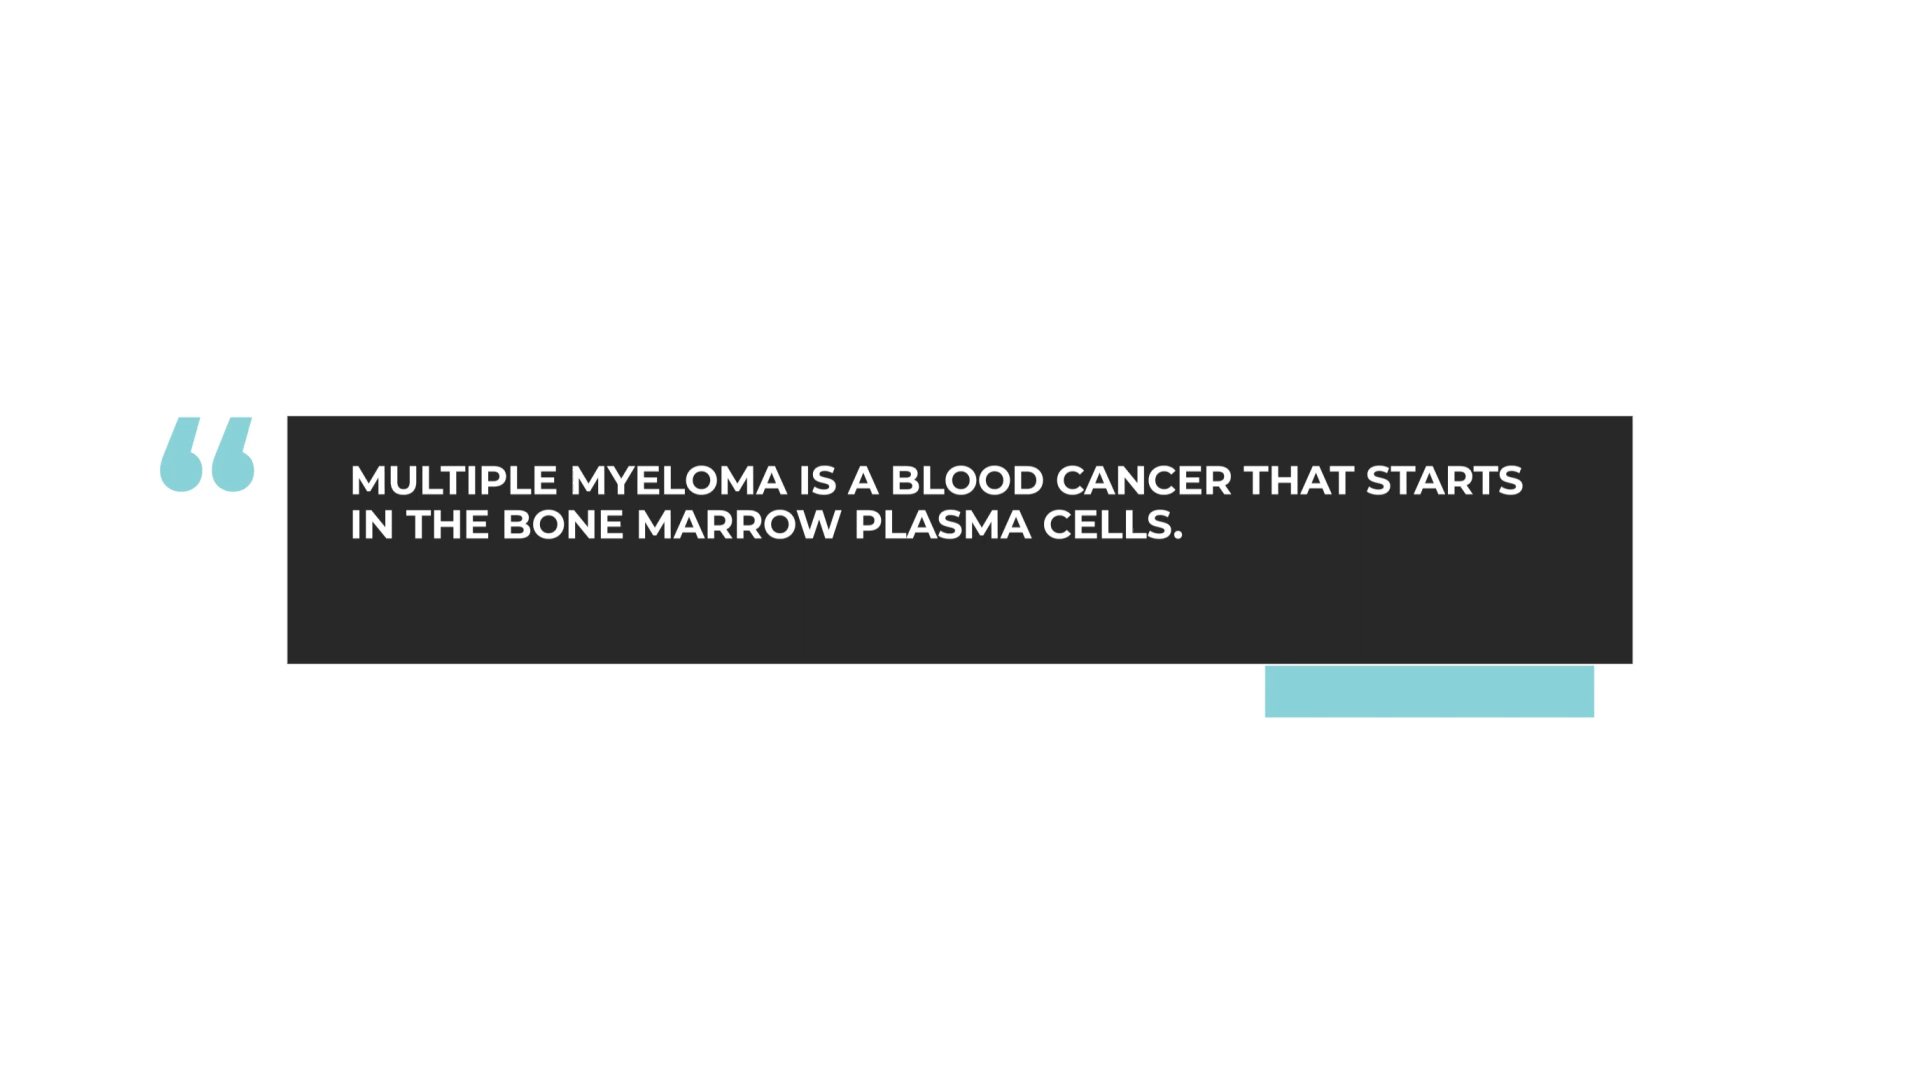 “
MULTIPLE MYELOMA IS A BLOOD CANCER THAT STARTS
IN THE BONE MARROW PLASMA CELLS.